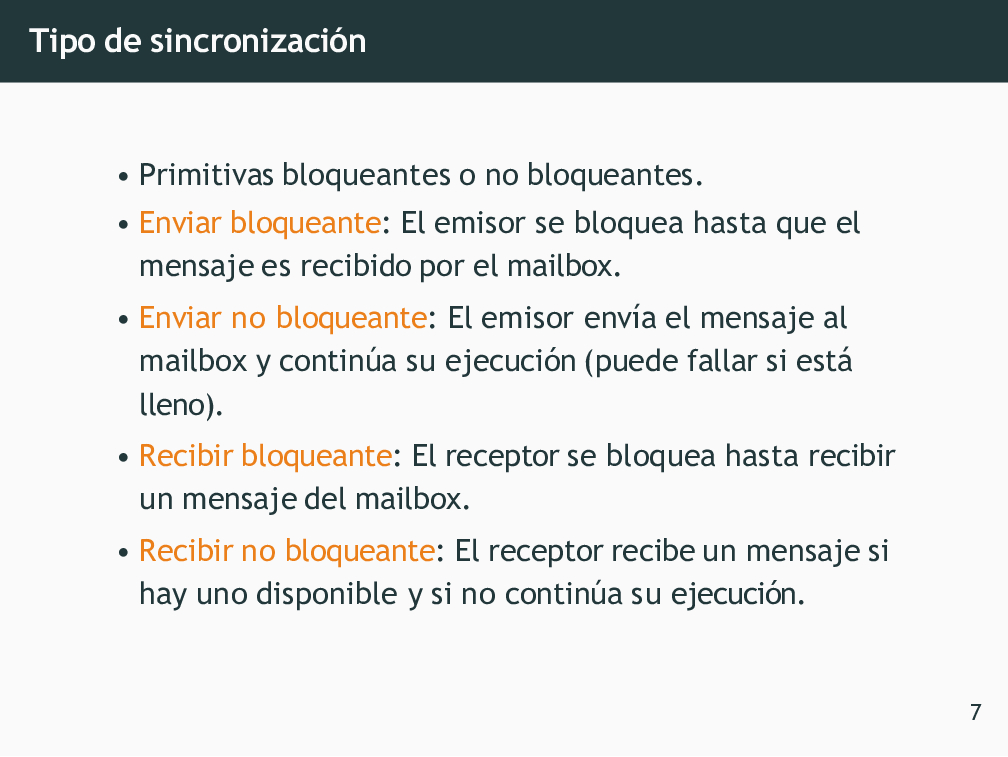 Tipo de sincronización
• Primitivas bloqueantes o no bloqueantes.
• Enviar bloqueante: El emisor se bloquea hasta que el
mensaje es recibido por el mailbox.
• Enviar no bloqueante: El emisor envía el mensaje al
mailbox y continúa su ejecución (puede fallar si está
lleno).
• Recibir bloqueante: El receptor se bloquea hasta recibir
un mensaje del mailbox.
• Recibir no bloqueante: El receptor recibe un mensaje si
hay uno disponible y si no continúa su ejecución.
7